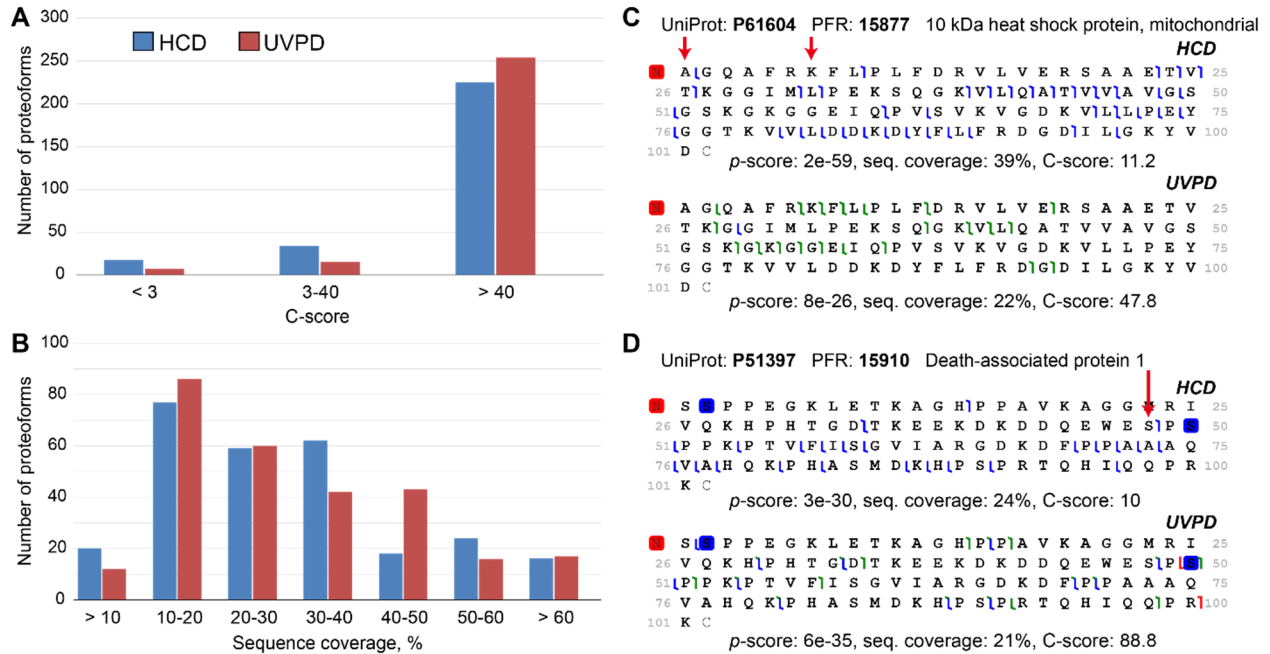 A
300
250
200
150
100
50
0
Number of proteoforms
HCD UVPD
< 3 3-40 > 40
C-score
B
100
80
60
40
20
0
Number of proteoforms
> 10 10-20 20-30 30-40 40-50 50-60 > 60
Sequence coverage, %
C
UniProt: P61604 PFR: 15877 10 kDa heat shock protein, mitochondrial
HCD
N A G Q A F R K F L P L F D R V L V E R S A A E T V 25
26 T K G G I M L P E K S Q G K V L Q A T V V A V G S 50
51 G S K G K G G E I Q P V S V K V G D K V L L P E Y 75
76 G G T K V V L D D K D Y F L F R D G D I L G K Y V 100
101 D C
p-score: 2e-59, seq. coverage: 39%, C-score: 11.2
UVPD
N A G Q A F R K F L P L F D R V L V E R S A A E T V 25
26 T K G G I M L P E K S Q G K V L Q A T V V A V G S 50
51 G S K G K G G E I Q P V S V K V G D K V L L P E Y 75
76 G G T K V V L D D K D Y F L F R D G D I L G K Y V 100
101 D C
p-score: 8e-26, seq. coverage: 22%, C-score: 47.8
D
UniProt: P51397 PFR: 15910 Death-associated protein 1
HCD
N S S P P E G K L E T K A G H P P A V K A G G M R I 25
26 V Q K H P H T G D T K E E K D K D D Q E W E S P S 50
51 P P K P T V F I S G V I A R G D K D F P P A A A Q 75
76 V A H Q K P H A S M D K H P S P R T Q H I Q Q P R 100
101 K C
p-score: 3e-30, seq. coverage: 24%, C-score: 10
UVPD
N S S P P E G K L E T K A G H P P A V K A G G M R I 25
26 V Q K H P H T G D T K E E K D K D D Q E W E S P S 50
51 P P K P T V F I S G V I A R G D K D F P P A A A Q 75
76 V A H Q K P H A S M D K H P S P R T Q H I Q Q P R 100
101 K C
p-score: 6e-35, seq. coverage: 21%, C-score: 88.8